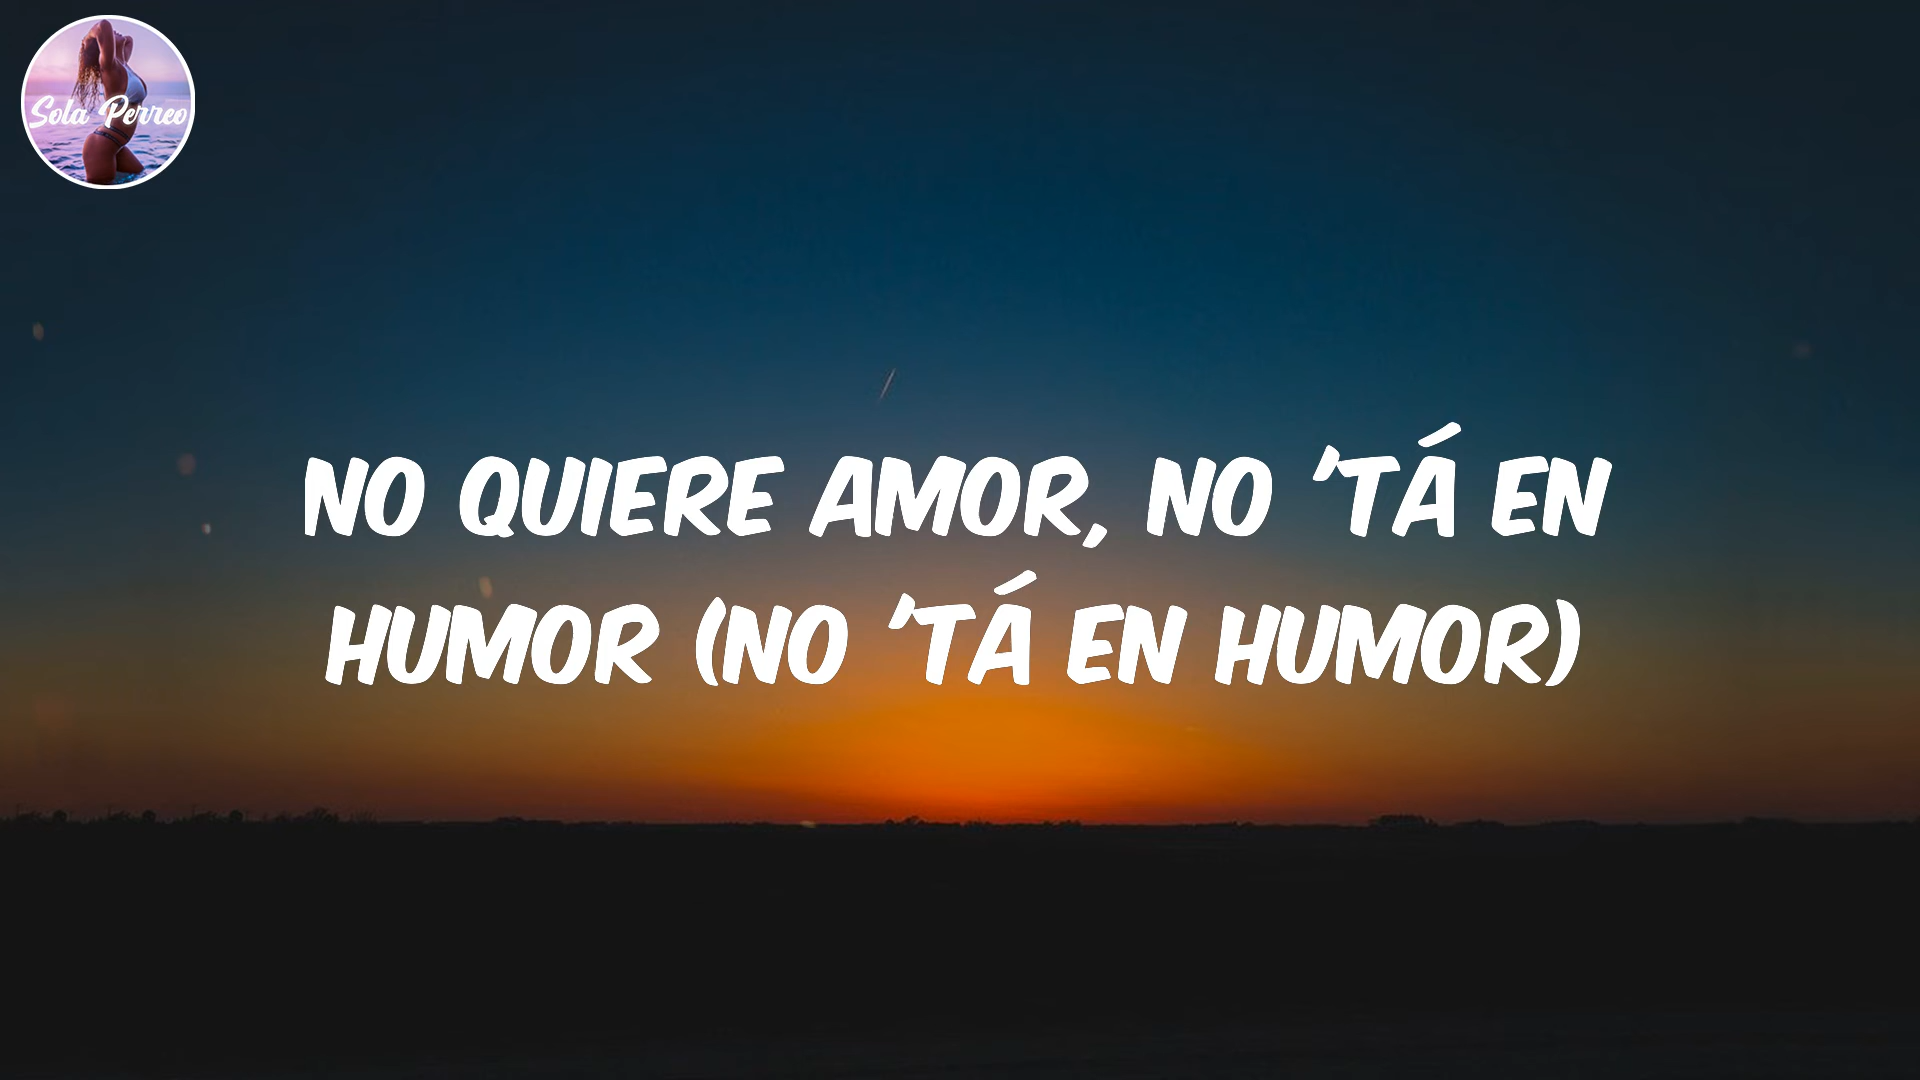 Sola Perreo
NO QUIERE AMOR, NO 'TÁ EN
HUMOR (NO 'TÁ EN HUMOR)